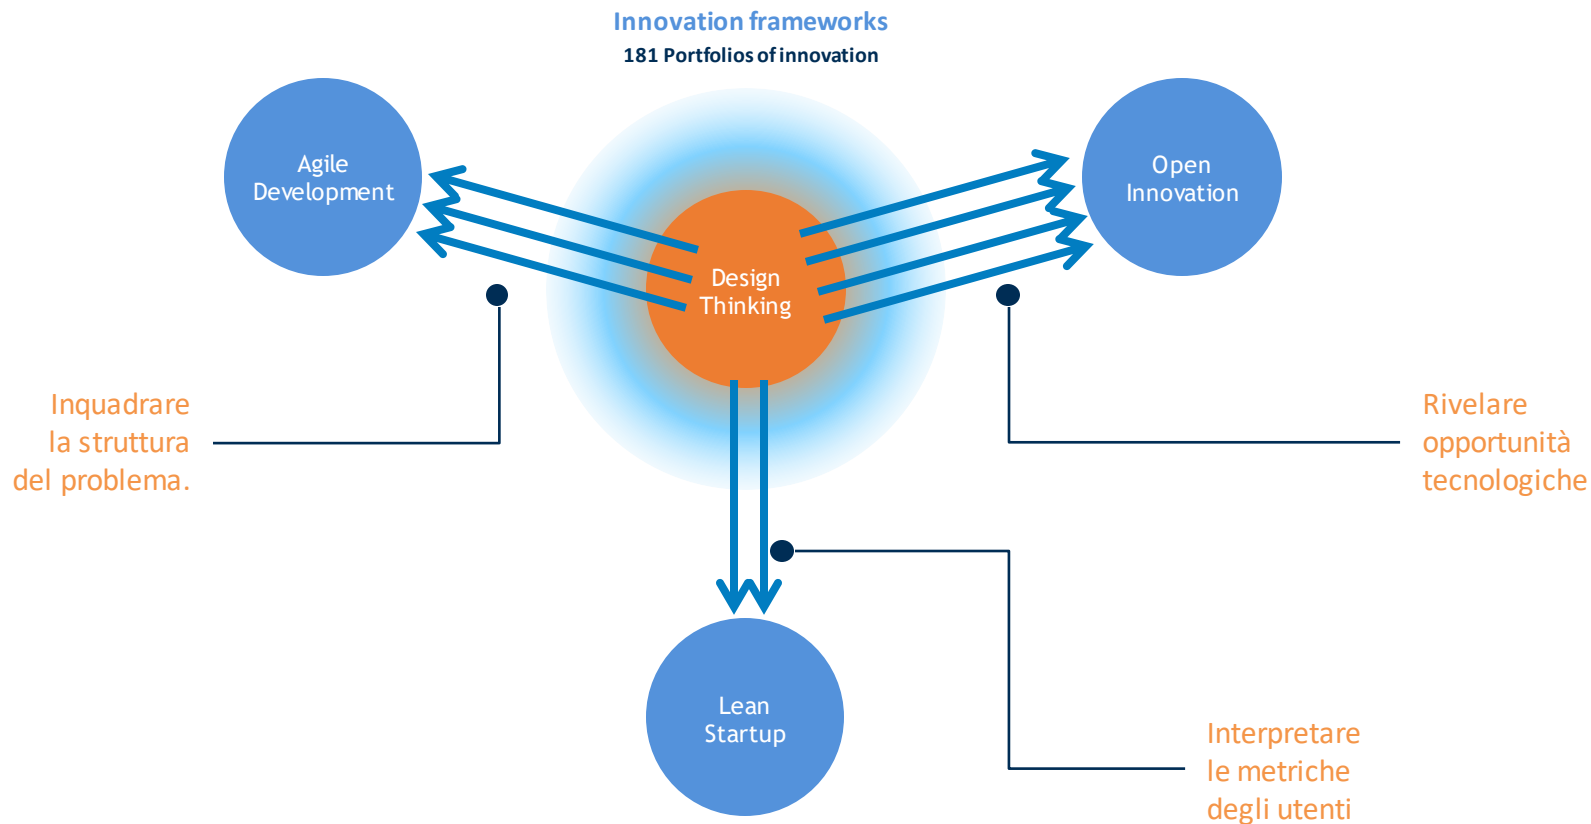 Innovation frameworks
181 Portfolios of innovation
Agile
Development
Open
Innovation
Design
Thinking
Inquadrare
la struttura
del problema.
Rivelare
opportunità
tecnologiche
Lean
Startup
Interpretare
le metriche
degli utenti